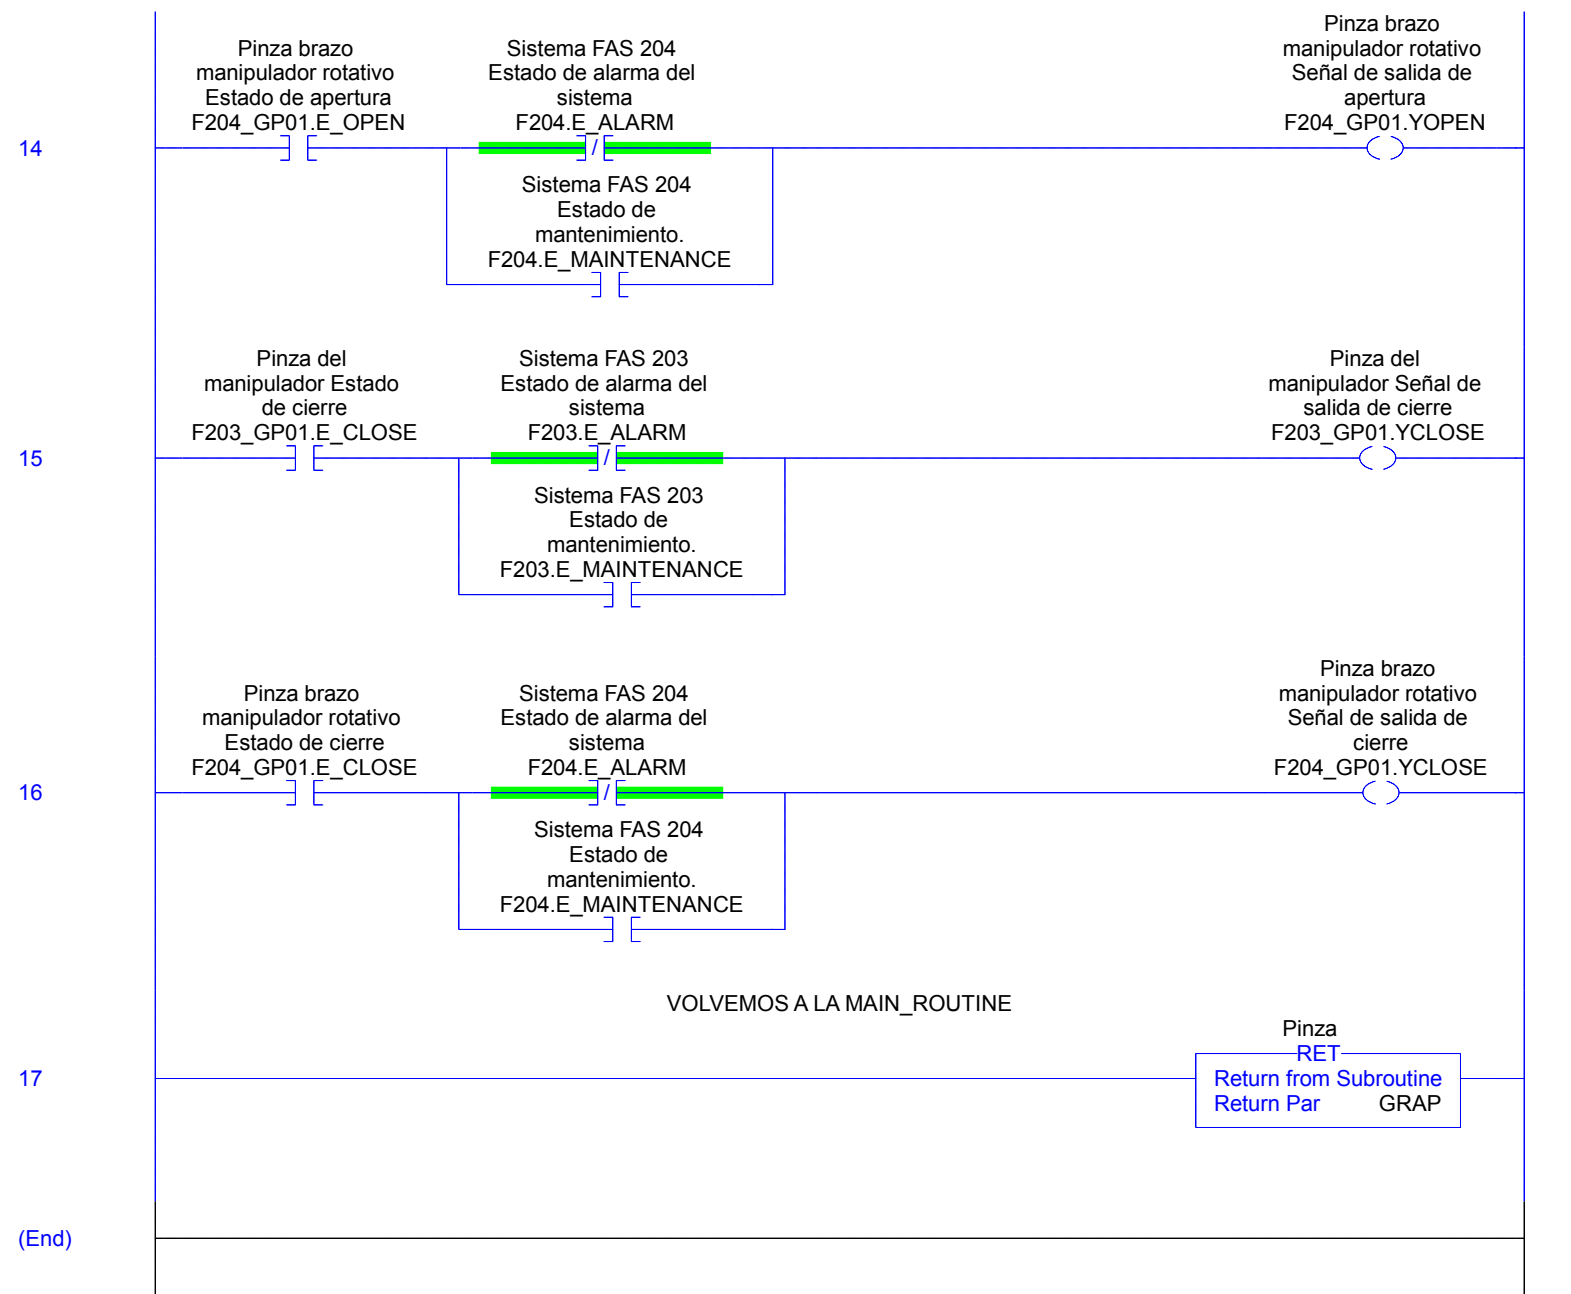 Pinza brazo
manipulador rotativo
Estado de apertura
F204_GP01.E_OPEN
Sistema FAS 204
Estado de alarma del
sistema
F204.E_ALARM
Pinza brazo
manipulador rotativo
Señal de salida de
apertura
F204_GP01.YOPEN
14
/
Sistema FAS 204
Estado de
mantenimiento.
F204.E_MAINTENANCE
Pinza del
manipulador Estado
de cierre
F203_GP01.E_CLOSE
Sistema FAS 203
Estado de alarma del
sistema
F203.E_ALARM
Pinza del
manipulador Señal de
salida de cierre
F203_GP01.YCLOSE
15
/
Sistema FAS 203
Estado de
mantenimiento.
F203.E_MAINTENANCE
Pinza brazo
manipulador rotativo
Estado de cierre
F204_GP01.E_CLOSE
Sistema FAS 204
Estado de alarma del
sistema
F204.E_ALARM
Pinza brazo
manipulador rotativo
Señal de salida de
cierre
F204_GP01.YCLOSE
16
/
Sistema FAS 204
Estado de
mantenimiento.
F204.E_MAINTENANCE
VOLVEMOS A LA MAIN_ROUTINE
Pinza
RET
17
Return from Subroutine
Return Par GRAP
(End)